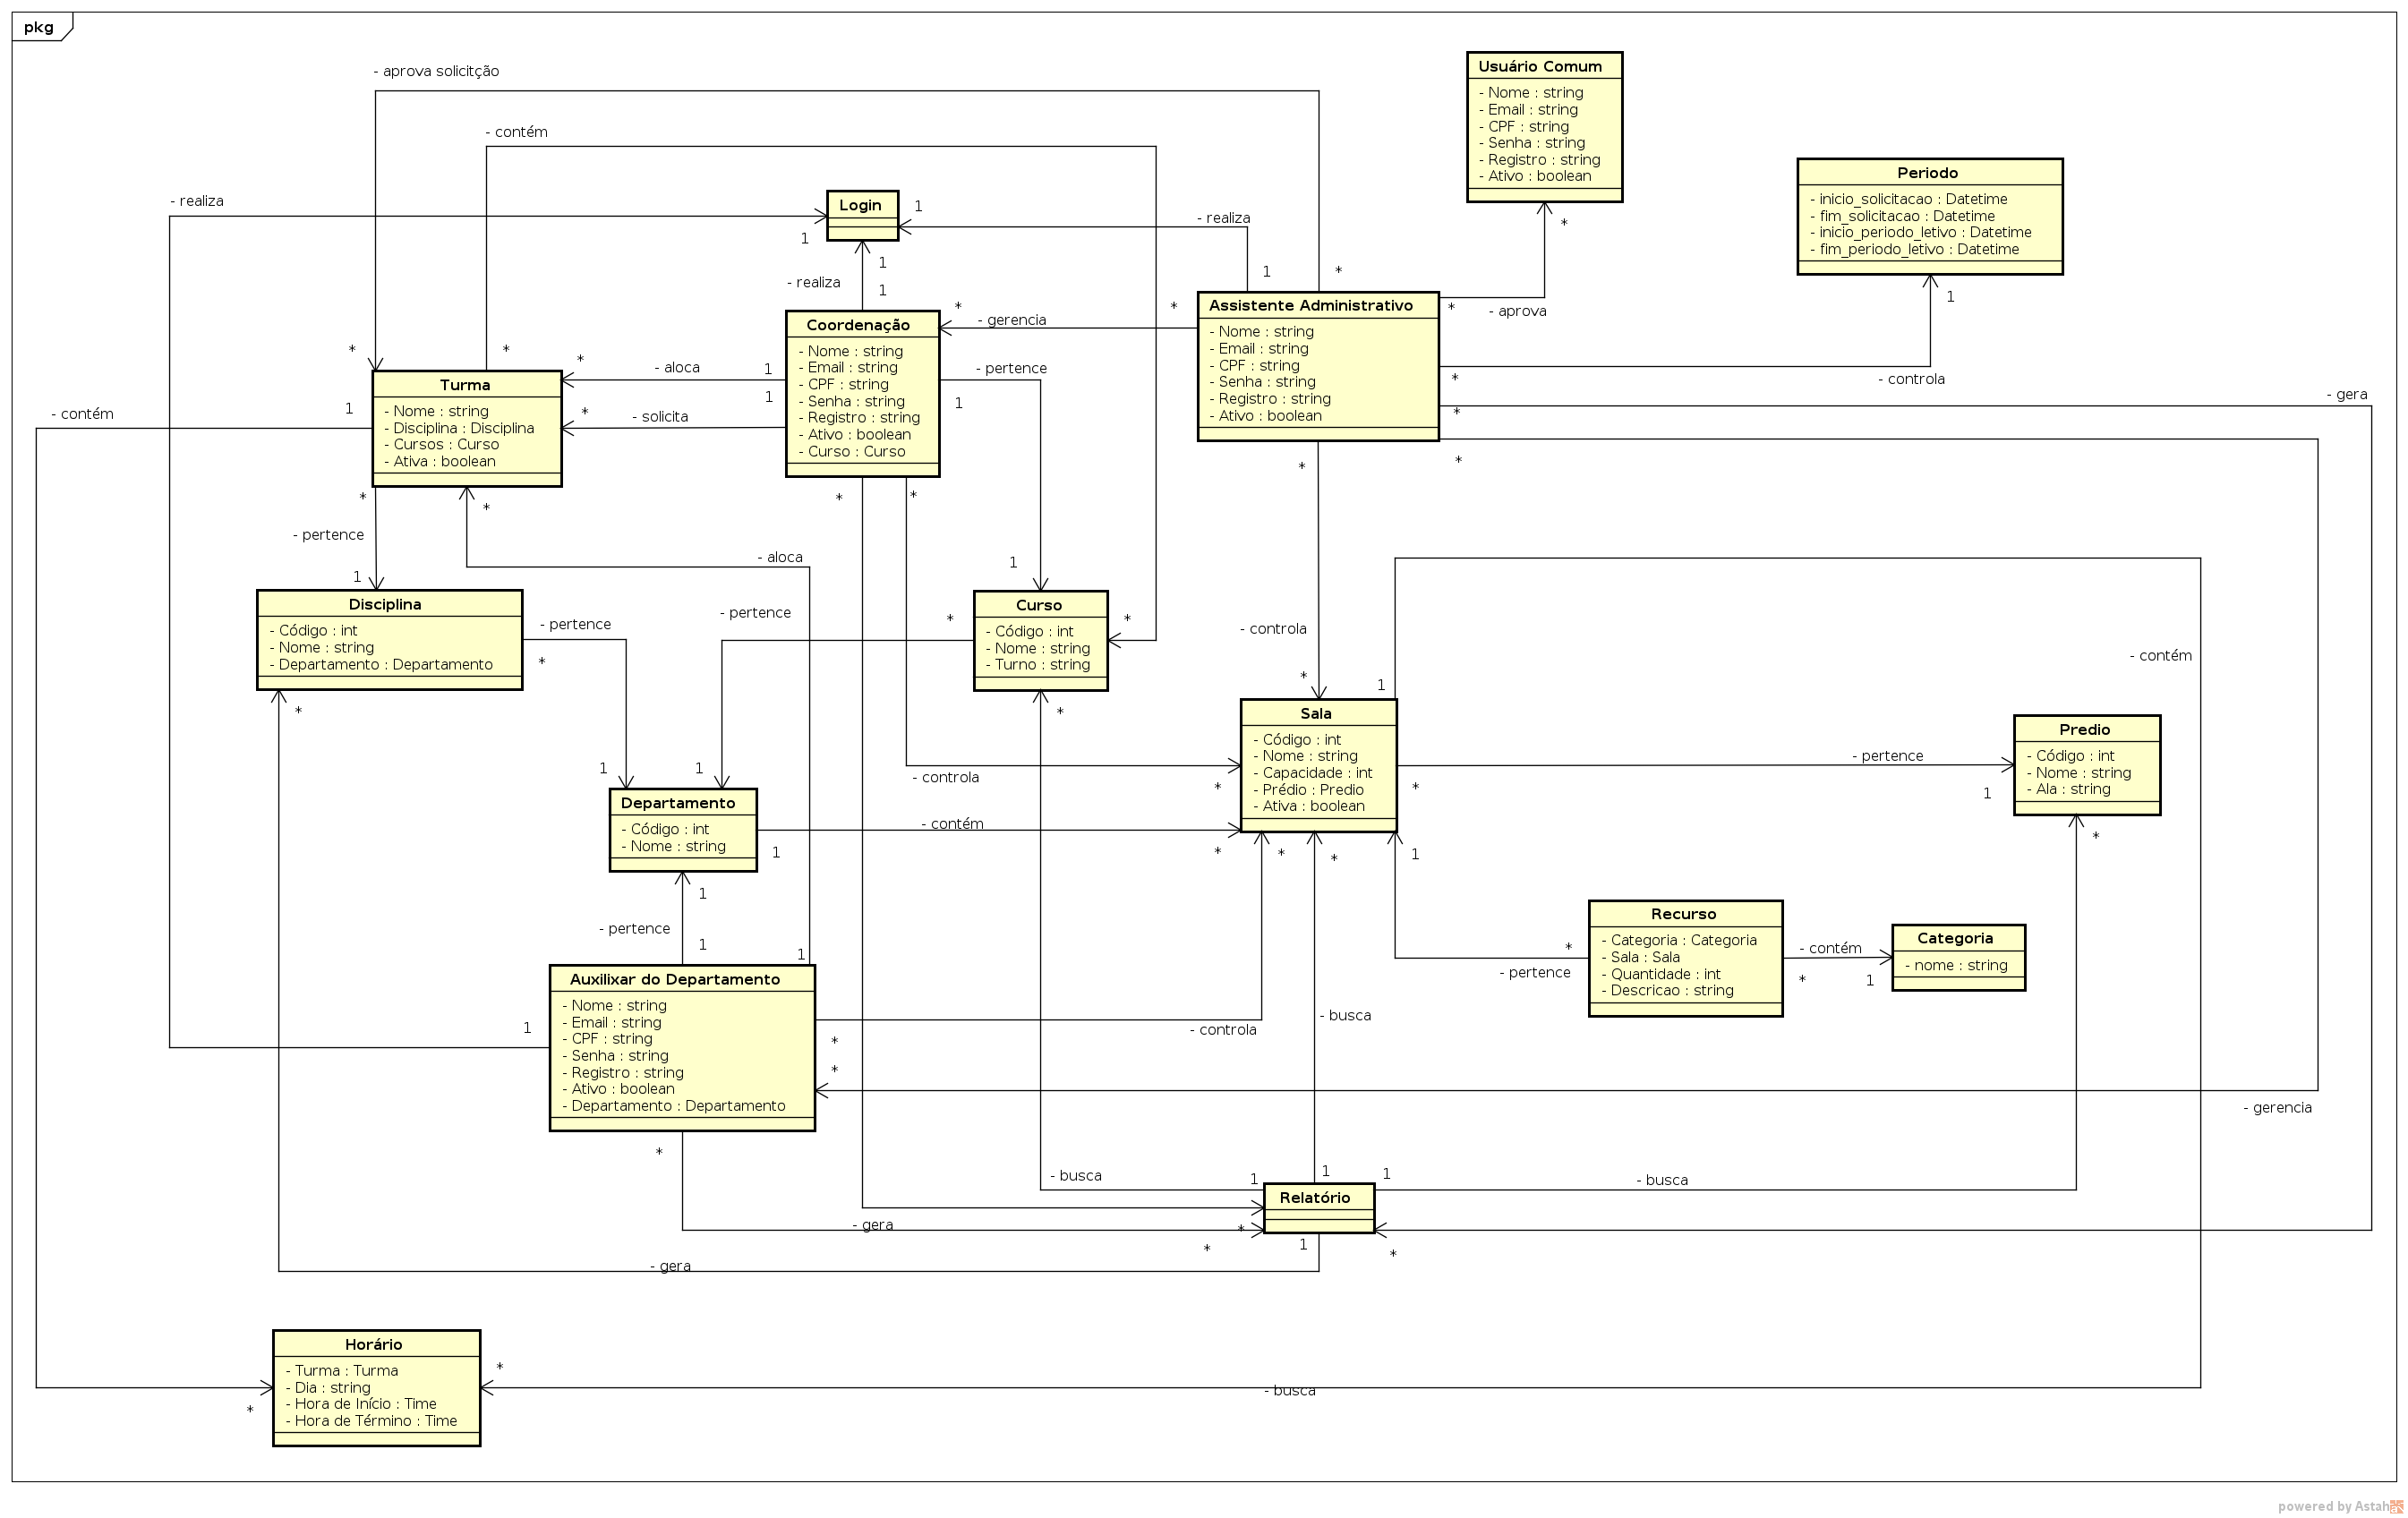 pkg
- aprova solicitção
Usuário Comum
- Nome : string
- Email : string
- CPF : string
- Senha : string
- Registro : string
- Ativo : boolean
*
- contém
Periodo
- inicio_solicitacao : Datetime
- fim_solicitacao : Datetime
- inicio_periodo_letivo : Datetime
- fim_periodo_letivo : Datetime
1
- realiza
Login
1
1
- realiza
1
*
1
- realiza
1
Assistente Administrativo
- Nome : string
- Email : string
- CPF : string
- Senha : string
- Registro : string
- Ativo : boolean
*
- aprova
*
- controla
*
- gera
*
*
*
- gerencia
*
Coordenação
- Nome : string
- Email : string
- CPF : string
- Senha : string
- Registro : string
- Ativo : boolean
- Curso : Curso
- pertence
1
1
*
*
*
- aloca
1
*
- solicita
1
Turma
- Nome : string
- Disciplina : Disciplina
- Cursos : Curso
- Ativa : boolean
- contém
1
*
- pertence
1
*
*
*
- aloca
Disciplina
- Código : int
- Nome : string
- Departamento : Departamento
- pertence
*
1
*
- pertence
*
1
Curso
- Código : int
- Nome : string
- Turno : string
*
*
- controla
*
- contém
1
Sala
- Código : int
- Nome : string
- Capacidade : int
- Prédio : Predio
- Ativa : boolean
- pertence
*
1
Predio
- Código : int
- Nome : string
- Ala : string
*
- controla
*
Departamento
- Código : int
- Nome : string
- contém
1
*
*
*
1
1
- pertence
1
1
Recurso
- Categoria : Categoria
- Sala : Sala
- Quantidade : int
- Descricao : string
*
- pertence
- contém
*
1
Categoria
- nome : string
Auxilixar do Departamento
- Nome : string
- Email : string
- CPF : string
- Senha : string
- Registro : string
- Ativo : boolean
- Departamento : Departamento
1
*
*
- controla
- busca
- gerencia
*
- busca
1
1
1
- busca
Relatório
- gera
*
*
1
*
- gera
Horário
- Turma : Turma
- Dia : string
- Hora de Início : Time
- Hora de Término : Time
*
*
- busca
powered by Astah